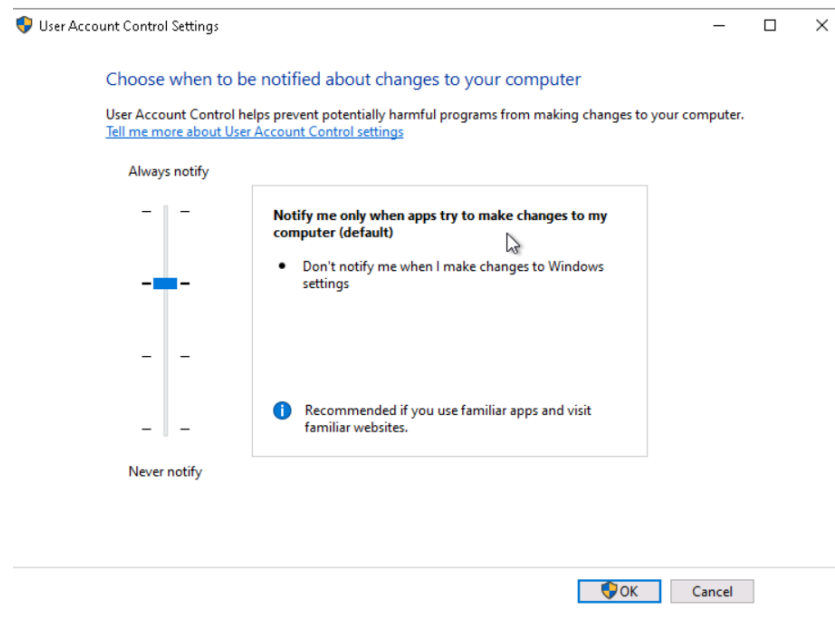 User Account Control Settings
Choose when to be notified about changes to your computer
User Account Control helps prevent potentially harmful programs from making changes to your computer.
Tell me more about User Account Control settings
Always notify
Notify me only when apps try to make changes to my
computer (default)
• Don't notify me when I make changes to Windows
settings
Recommended if you use familiar apps and visit
familiar websites.
Never notify
OK Cancel